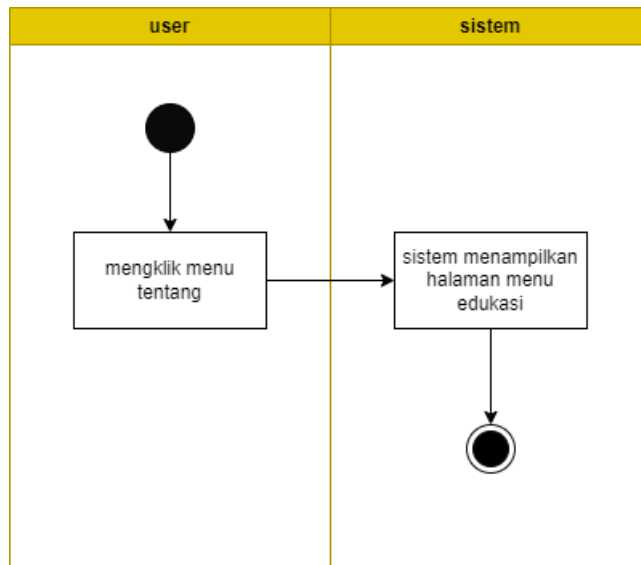 user
sistem
mengklik menu
tentang
sistem menampilkan
halaman menu
edukasi